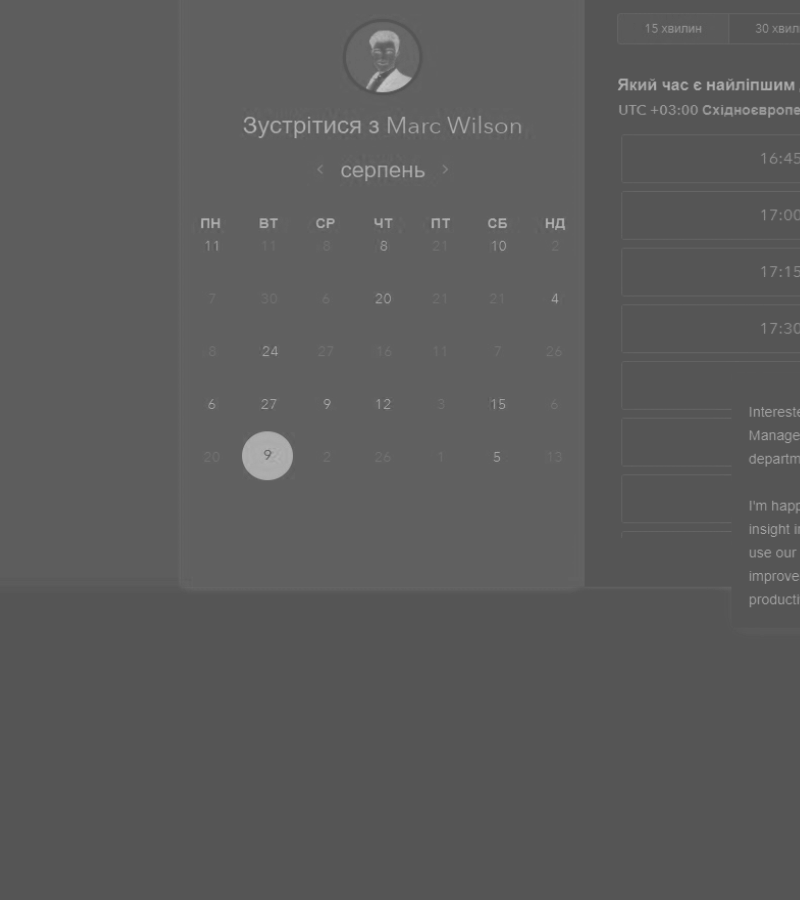 15 хвилин
30 хвил
Зустрітися з Marc Wilson
‹ серпень ›
ПН ВТ СР ЧТ ПТ СБ НД
11 11 8 8 21 10 2
7 30 6 20 21 21 4
8 24 27 16 11 7 26
6 27 9 12 3 15 6
20 9 2 26 1 5 13
Який час є найліпшим
UTC +03:00 Східноєвропе
16:45
17:00
17:15
17:30
Intereste
Manage
departm
I'm happ
insight i
use our
improve
producti